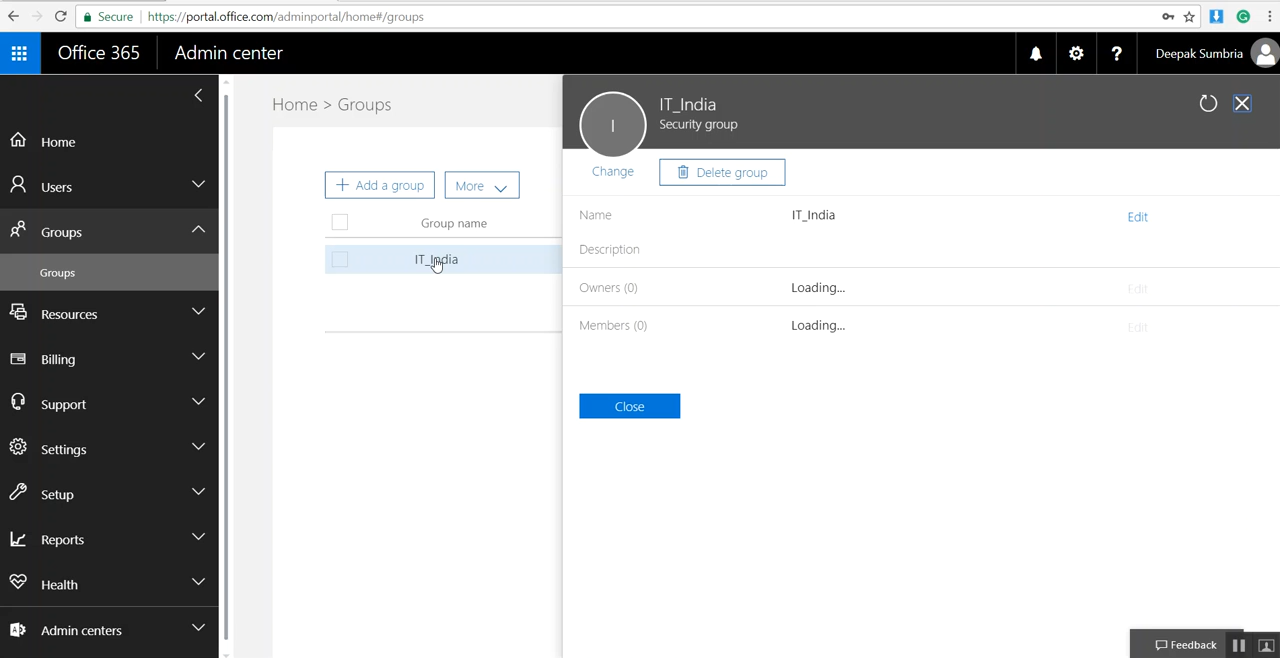 Secure | https://portal.office.com/adminportal/home#/groups
Office 365 Admin center Deepak Sumbria
Home
Users
Groups
Groups
Resources
Billing
Support
Settings
Setup
Reports
Health
Admin centers
Home > Groups
+ Add a group More
Group name
IT_India
I
IT_India
Security group
Change Delete group
Name IT_India Edit
Description
Owners (0) Loading... Edit
Members (0) Loading... Edit
Close
Feedback